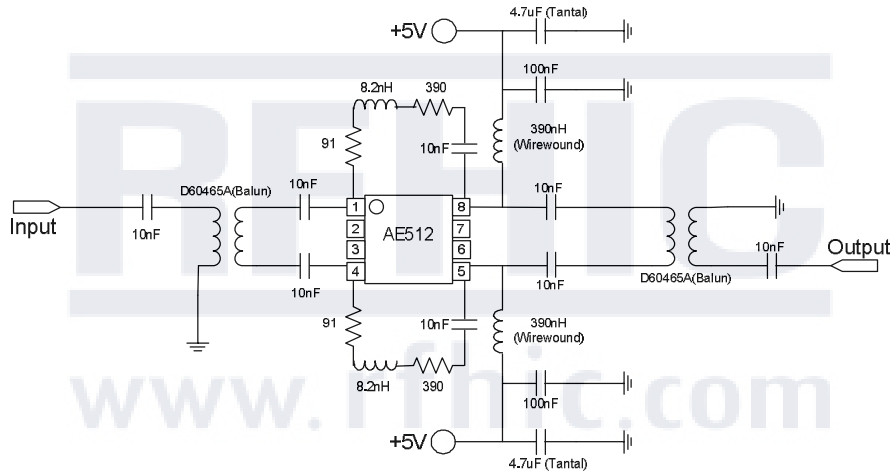 4.7uF (Tantal)
+5V
100nF
8.2nH
390
390nH
(Wirewound)
91
10nF
D60465A(Balun)
10nF
10nF
1
8
Input
10nF
2
AE512
7
3
6
Output
10nF
4
5
10nF
10nF
D60465A(Balun)
91
10nF
390nH
(Wirewound)
8.2nH
390
100nF
+5V
4.7uF (Tantal)
RFHIC
www.rfhic.com